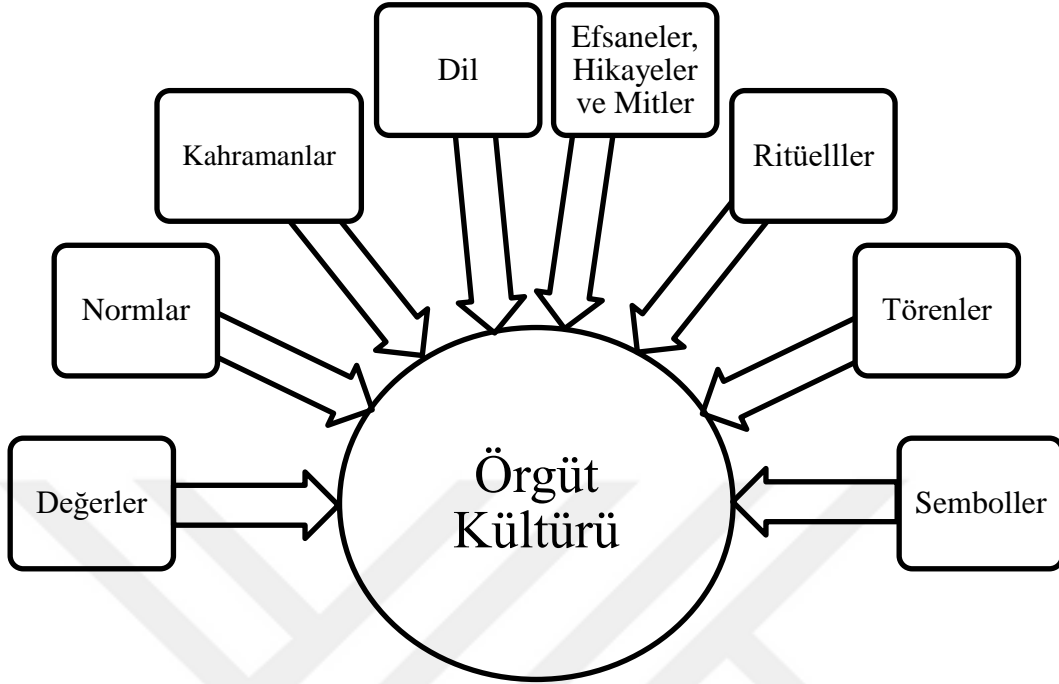 Dil
Efsaneler,
Hikayeler
ve Mitler
Kahramanlar
Ritüelller
Normlar
Törenler
Değerler
Örgüt
Kültürü
Semboller